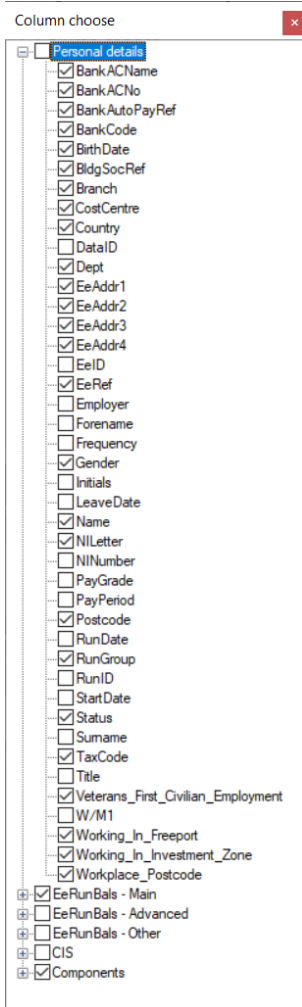 Column choose
Personal details
BankACName
BankACNo
BankAutoPayRef
BankCode
BirthDate
BldgSocRef
Branch
CostCentre
Country
DataID
Dept
EeAddr1
EeAddr2
EeAddr3
EeAddr4
EeID
EeRef
Employer
Forename
Frequency
Gender
Initials
LeaveDate
Name
NILetter
NINumber
PayGrade
PayPeriod
Postcode
RunDate
RunGroup
RunID
StartDate
Status
Surname
TaxCode
Title
Veterans_First_Civilian_Employment
W/M1
Working_In_Freeport
Working_In_Investment_Zone
Workplace_Postcode
EeRunBals - Main
EeRunBals - Advanced
EeRunBals - Other
CIS
Components